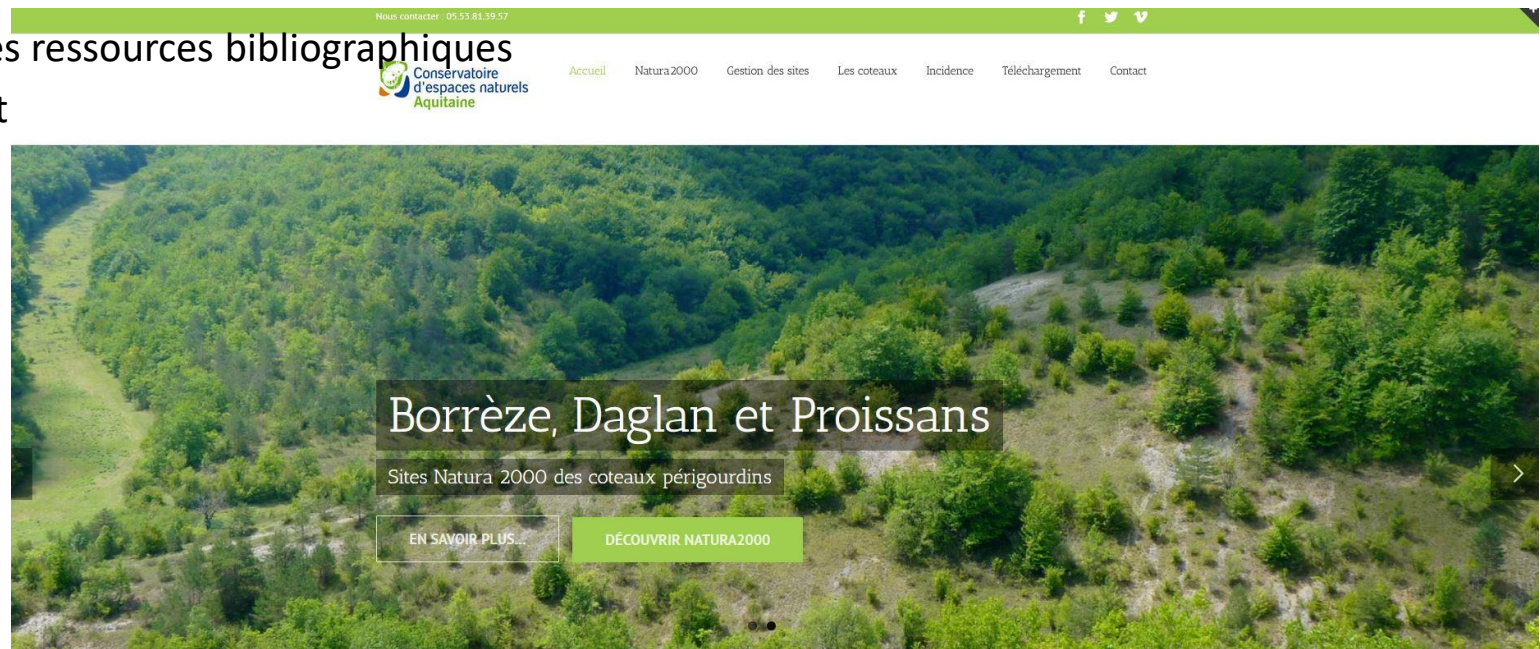 Nous contacter : 05.53.81.39.57
ressources bibliographiques
Conservatoire
d'espaces naturels
Aquitaine
Accueil Natura2000 Gestion des sites Les coteaux Incidence Téléchargement Contact
Borrèze, Daglan et Proissans
Sites Natura 2000 des coteaux périgourdins
EN SAVOIR PLUS...
DÉCOUVRIR NATURA2000